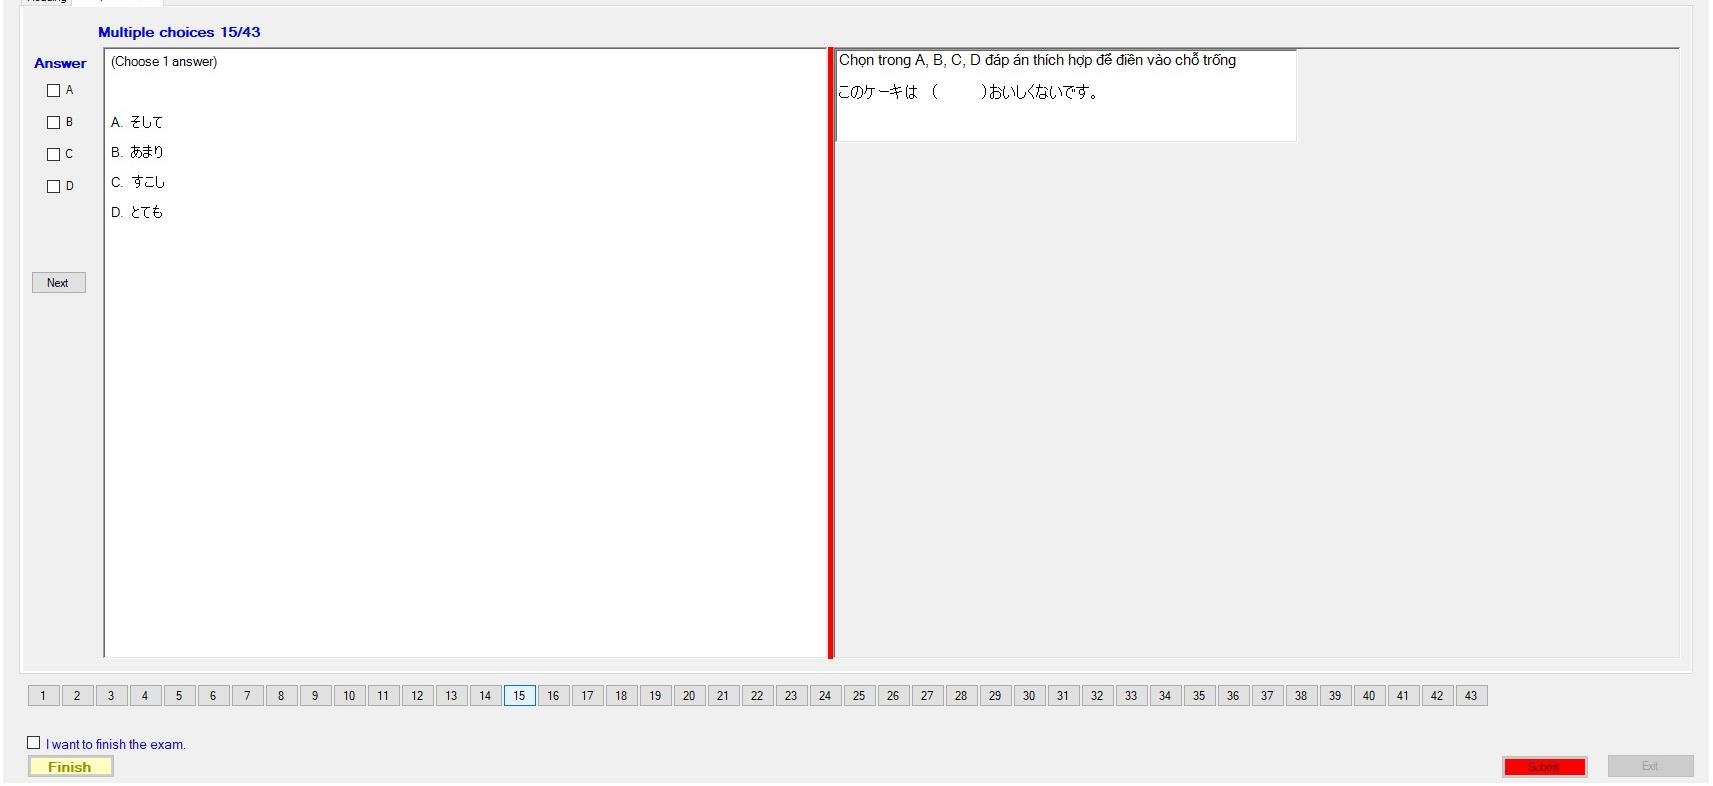 Multiple choices 15/43
Answer
A
B
C
D
Next
(Choose 1 answer)
A. そして
B. あまり
C. すこし
D. とても
Chọn trong A, B, C, D đáp án thích hợp để điền vào chỗ trống
このケーキは （　　　）おいしくないです。
1 2 3 4 5 6 7 8 9 10 11 12 13 14 15 16 17 18 19 20 21 22 23 24 25 26 27 28 29 30 31 32 33 34 35 36 37 38 39 40 41 42 43
I want to finish the exam.
Finish
Submit
Exit